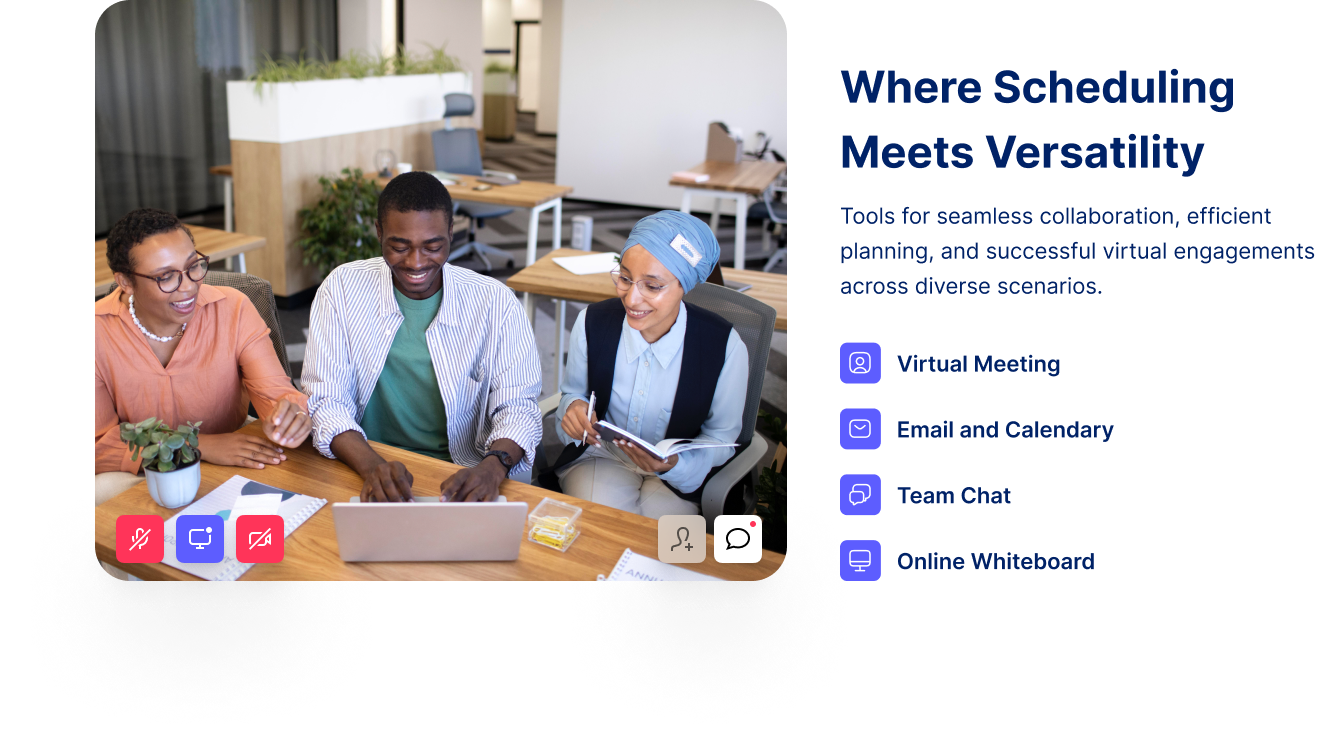 Where Scheduling
Meets Versatility
Tools for seamless collaboration, efficient
planning, and successful virtual engagements
across diverse scenarios.
Virtual Meeting
Email and Calendary
Team Chat
Online Whiteboard